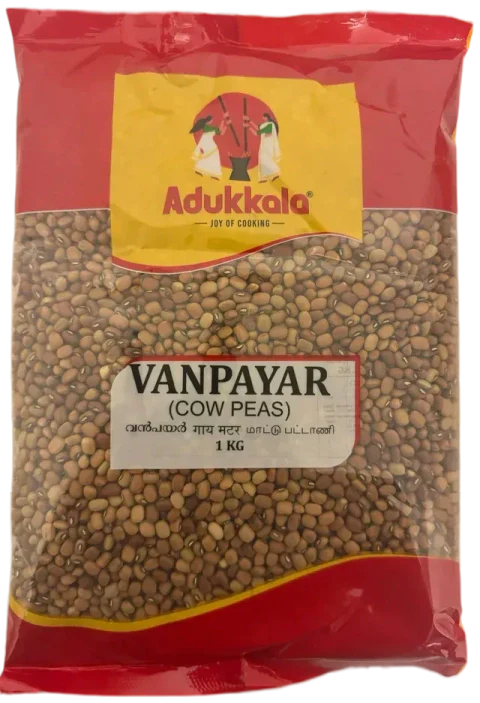 Adukkala®
JOY OF COOKING
VANPAYAR
(COW PEAS)
വൻപയർ गाय मटर மாட்டு பட்டாணி
1 KG